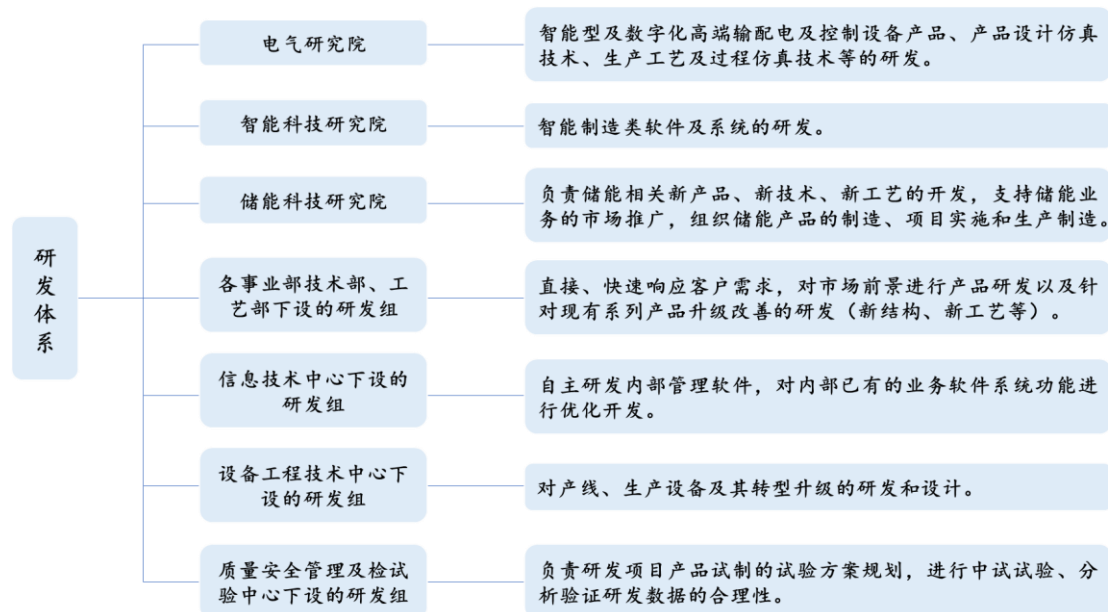 研发体系
电气研究院
智能型及数字化高端输配电及控制设备产品、产品设计仿真
技术、生产工艺及过程仿真技术等的研发。
智能科技研究院
智能制造类软件及系统的研发。
储能科技研究院
负责储能相关新产品、新技术、新工艺的开发，支持储能业
务的市场推广，组织储能产品的制造、项目实施和生产制造。
各事业部技术部、工
艺部下设的研发组
直接、快速响应客户需求，对市场前景进行产品研发以及针
对现有系列产品升级改善的研发（新结构、新工艺等）。
信息技术中心下设的
研发组
自主研发内部管理软件，对内部已有的业务软件系统功能进
行优化开发。
设备工程技术中心下
设的研发组
对产线、生产设备及其转型升级的研发和设计。
质量安全管理及检试
验中心下设的研发组
负责研发项目产品试制的试验方案规划，进行中试试验、分
析验证研发数据的合理性。